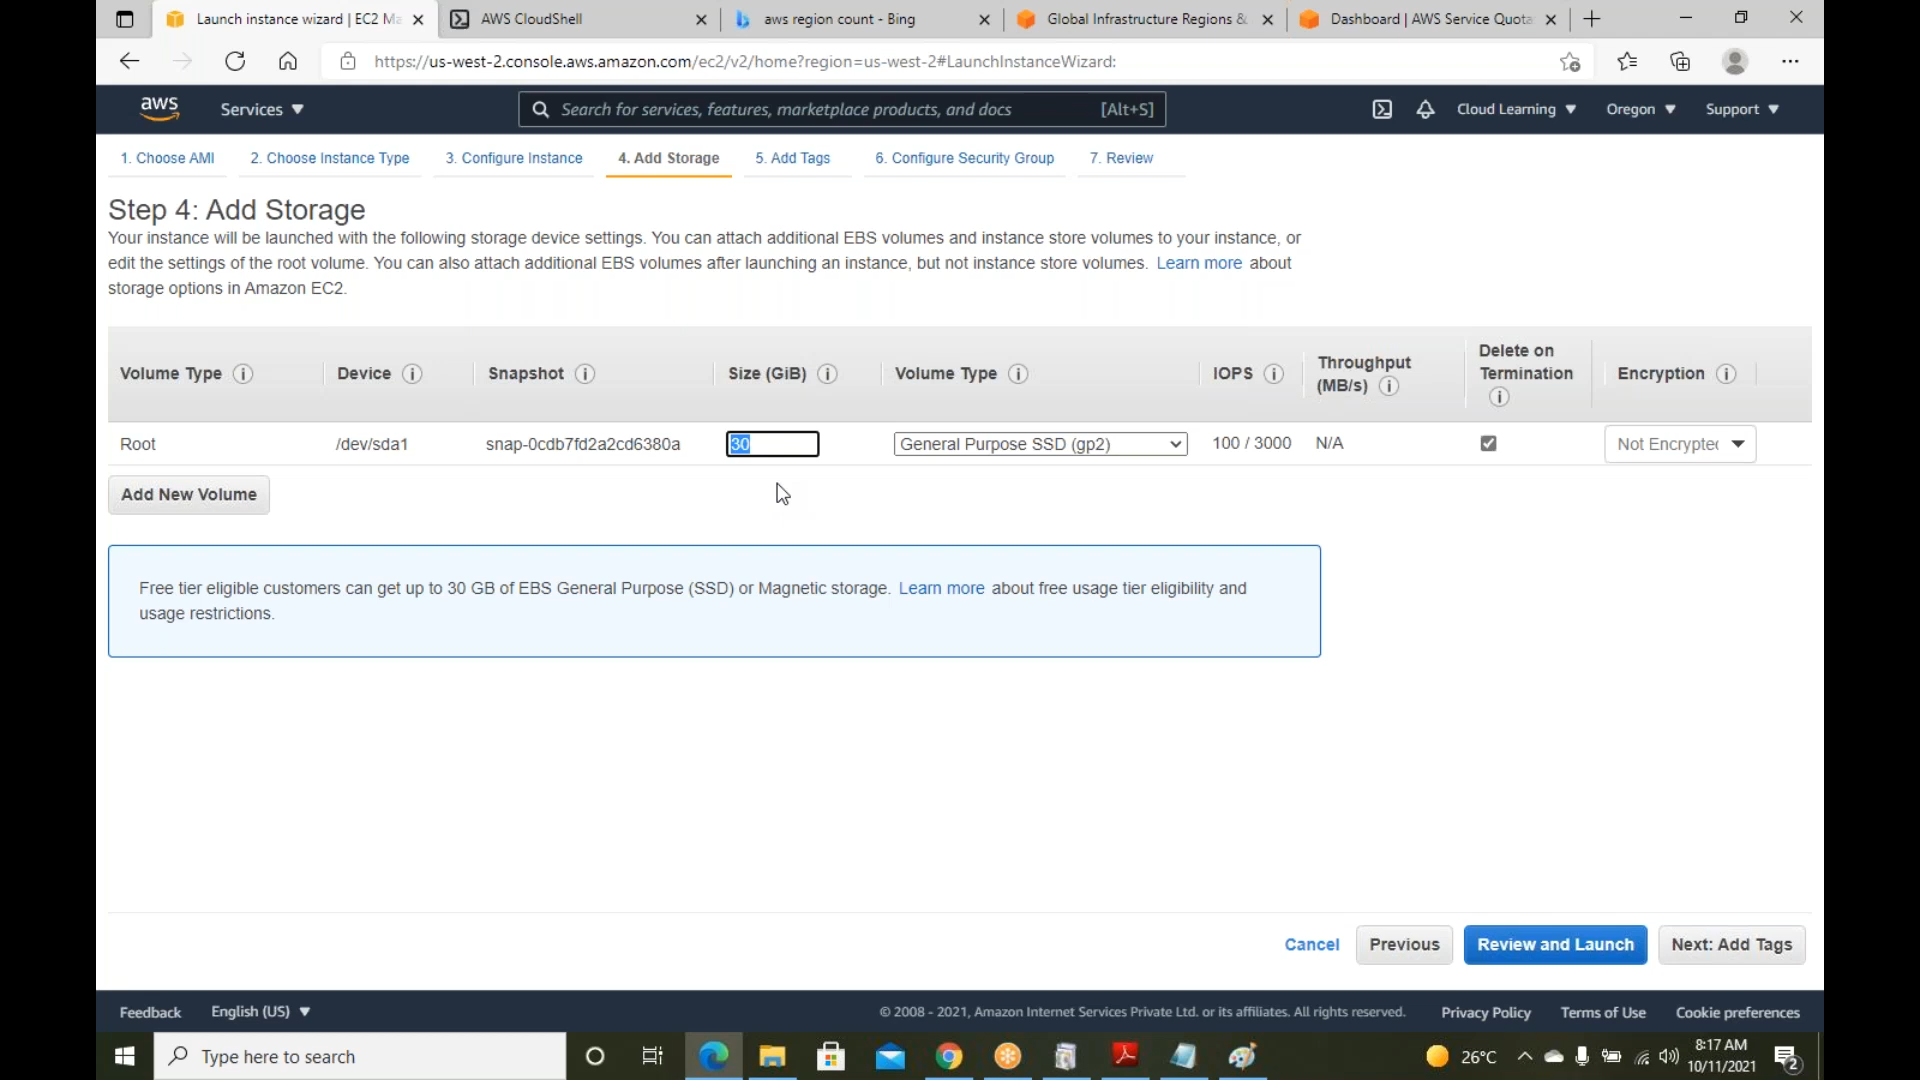 Launch instance wizard | EC2 Ma
AWS CloudShell
aws region count - Bing
Global Infrastructure Regions &
Dashboard | AWS Service Quota
https://us-west-2.console.aws.amazon.com/ec2/v2/home?region=us-west-2#LaunchInstanceWizard:
aws
Services
Search for services, features, marketplace products, and docs
[Alt+S]
Cloud Learning
Oregon
Support
1. Choose AMI
2. Choose Instance Type
3. Configure Instance
4. Add Storage
5. Add Tags
6. Configure Security Group
7. Review
Step 4: Add Storage
Your instance will be launched with the following storage device settings. You can attach additional EBS volumes and instance store volumes to your instance, or
edit the settings of the root volume. You can also attach additional EBS volumes after launching an instance, but not instance store volumes. Learn more about
storage options in Amazon EC2.
Volume Type
Device
Snapshot
Size (GiB)
Volume Type
IOPS
Throughput
(MB/s)
Delete on
Termination
Encryption
Root
/dev/sda1
snap-0cdb7fd2a2cd6380a
30
General Purpose SSD (gp2)
100 / 3000
N/A
Not Encrypted
Add New Volume
Free tier eligible customers can get up to 30 GB of EBS General Purpose (SSD) or Magnetic storage. Learn more about free usage tier eligibility and
usage restrictions.
Cancel
Previous
Review and Launch
Next: Add Tags
Feedback
English (US)
© 2008 - 2021, Amazon Internet Services Private Ltd. or its affiliates. All rights reserved.
Privacy Policy
Terms of Use
Cookie preferences
Type here to search
26°C
8:17 AM
10/11/2021
2